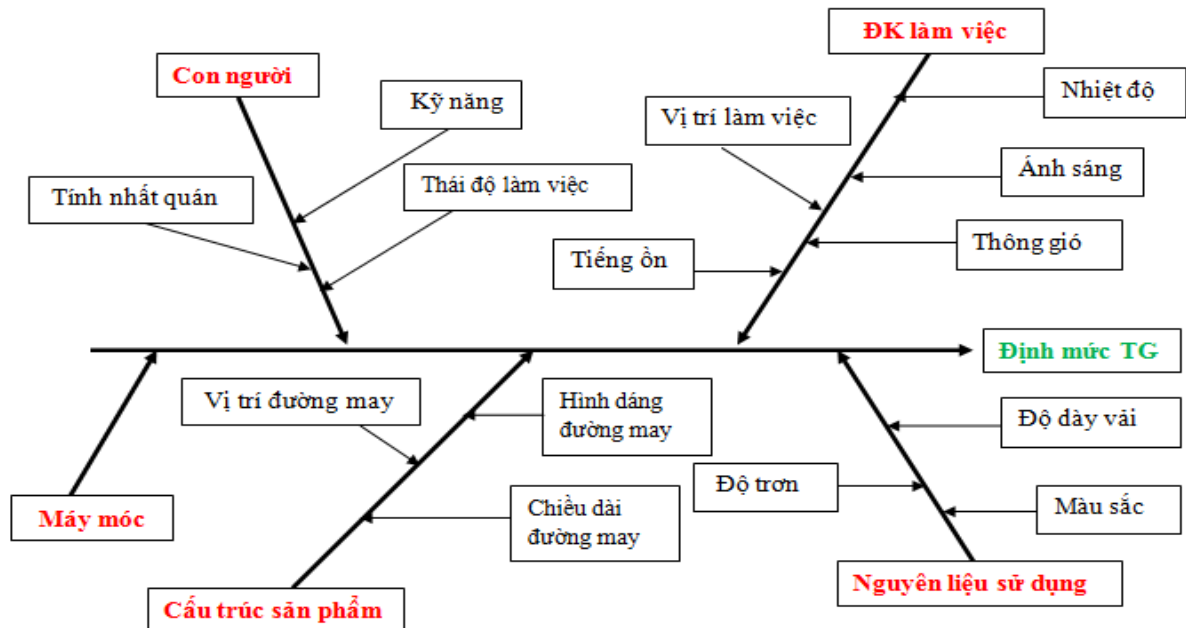 ĐK làm việc
Con người
Kỹ năng
Nhiệt độ
Vị trí làm việc
Tính nhất quán
Thái độ làm việc
Ánh sáng
Tiếng ồn
Thông gió
Định mức TG
Vị trí đường may
Hình dáng
đường may
Độ dày vải
Máy móc
Chiều dài
đường may
Độ trơn
Màu sắc
Cấu trúc sản phẩm
Nguyên liệu sử dụng